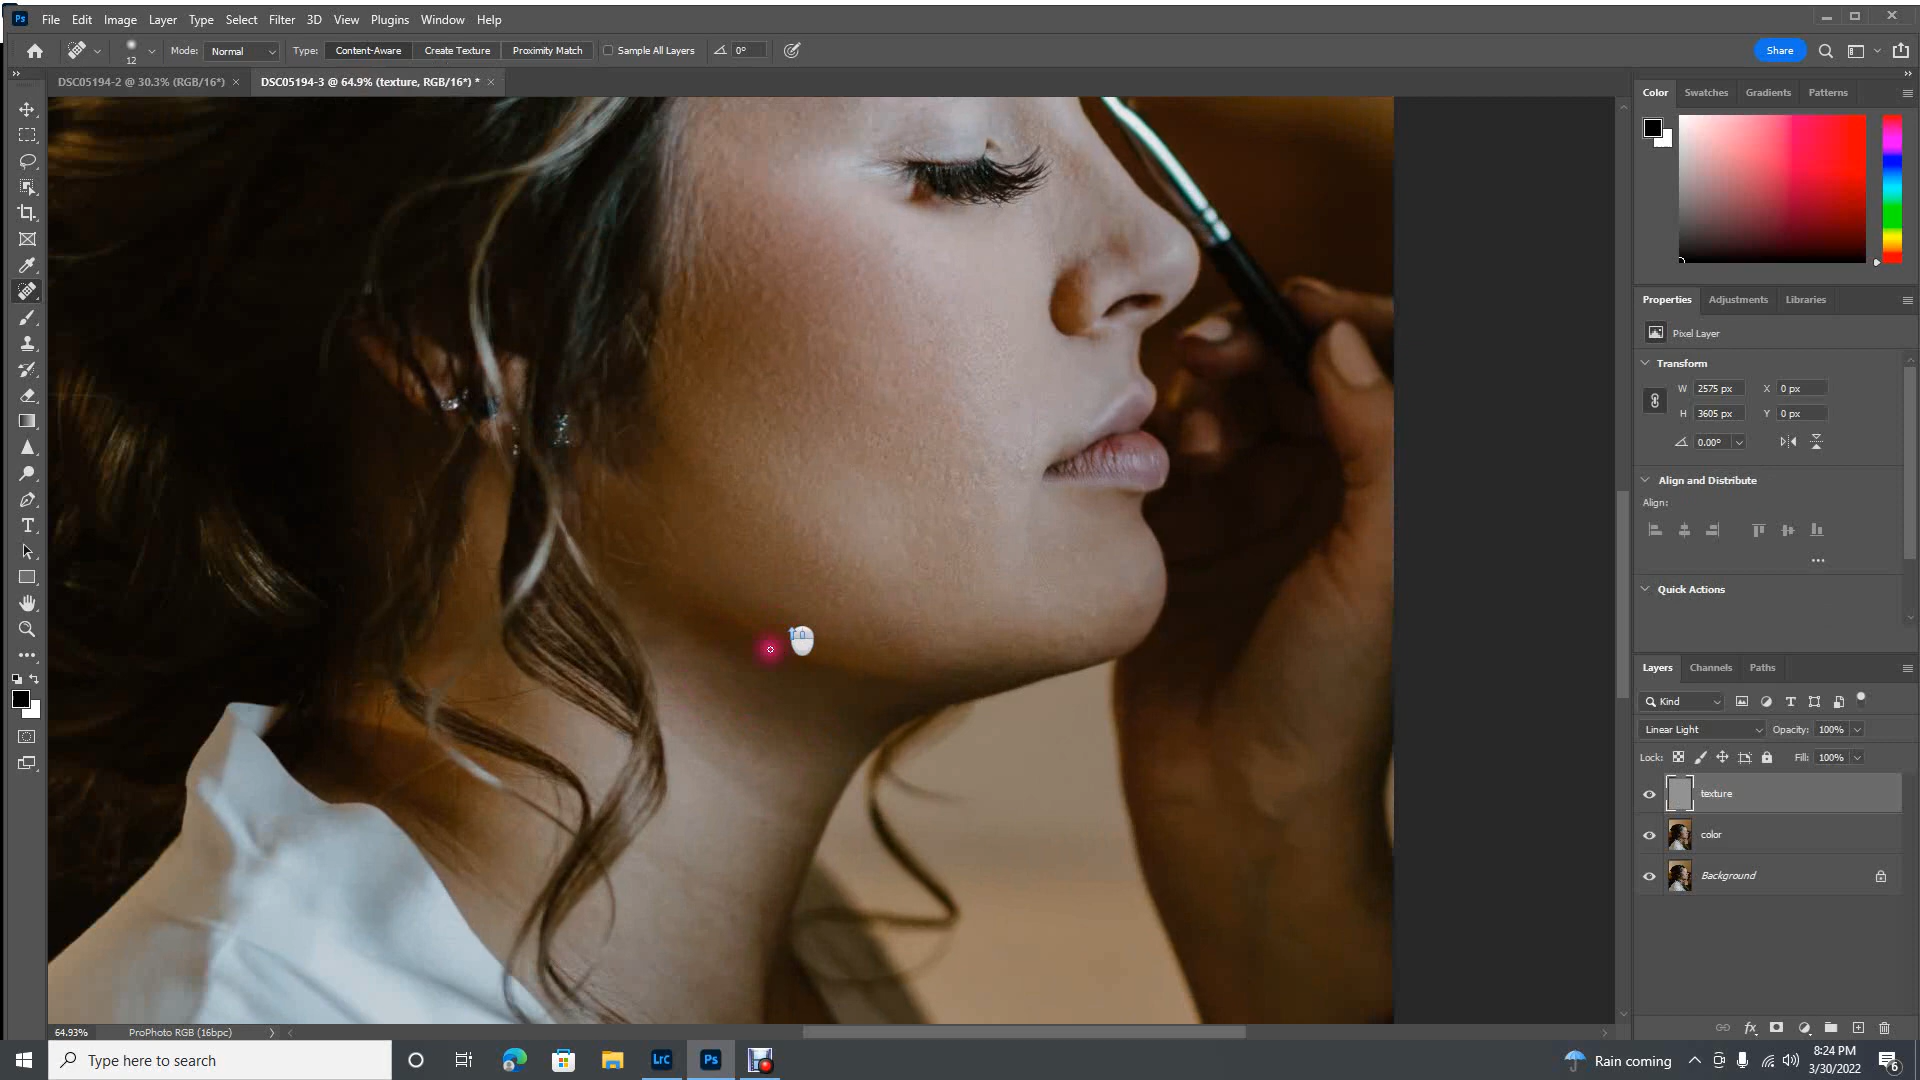 Ps File Edit Image Layer Type Select Filter 3D View Plugins Window Help
12 Mode: Normal Type: Content-Aware Create Texture Proximity Match Sample All Layers 0° Share
DSC05194-2 @ 30.3% (RGB/16*) × DSC05194-3 @ 64.9% (texture, RGB/16*) * ×
Color Swatches Gradients Patterns
Properties Adjustments Libraries
Pixel Layer
Transform
W 2575 px X 0 px
H 3605 px Y 0 px
0.00°
Align and Distribute
Align:
Quick Actions
Layers Channels Paths
Kind
Linear Light Opacity: 100%
Lock: Fill: 100%
texture
color
Background
64.93% ProPhoto RGB (16bpc)
Type here to search
LrC Ps
Rain coming
8:24 PM
3/30/2022
6